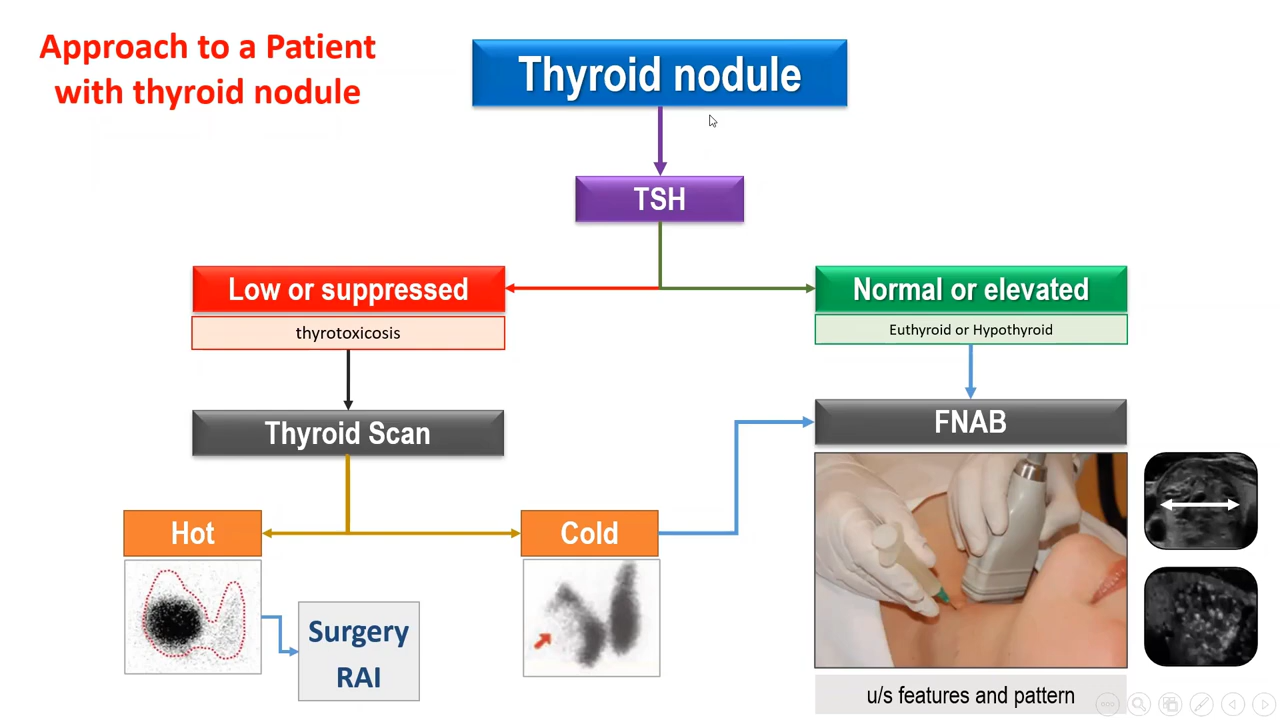 Approach to a Patient
with thyroid nodule
Thyroid nodule
TSH
Low or suppressed
thyrotoxicosis
Normal or elevated
Euthyroid or Hypothyroid
Thyroid Scan
FNAB
Hot
Cold
Surgery
RAI
u/s features and pattern